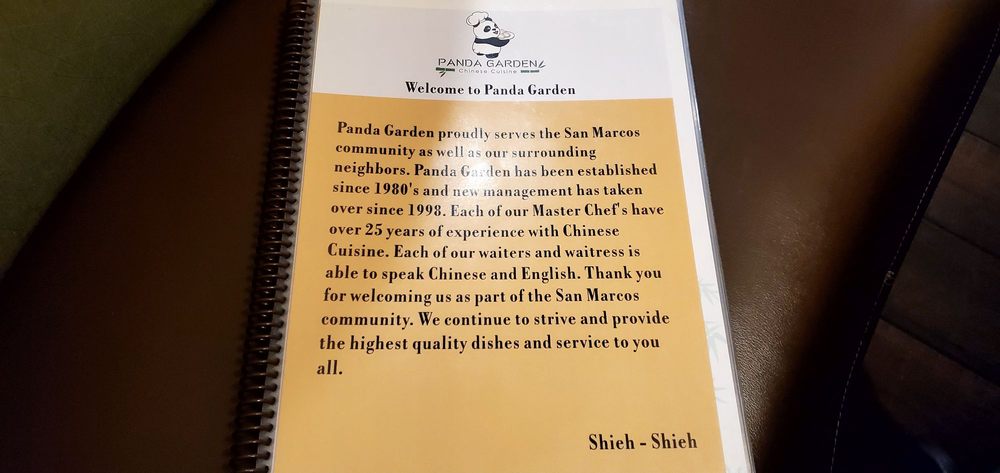 PANDA GARDEN
Chinese Cuisine
Welcome to Panda Garden
Panda Garden proudly serves the San Marcos
community as well as our surrounding
neighbors. Panda Garden has been established
since 1980's and new management has taken
over since 1998. Each of our Master Chef's have
over 25 years of experience with Chinese
Cuisine. Each of our waiters and waitress is
able to speak Chinese and English. Thank you
for welcoming us as part of the San Marcos
community. We continue to strive and provide
the highest quality dishes and service to you
all.
Shieh - Shieh